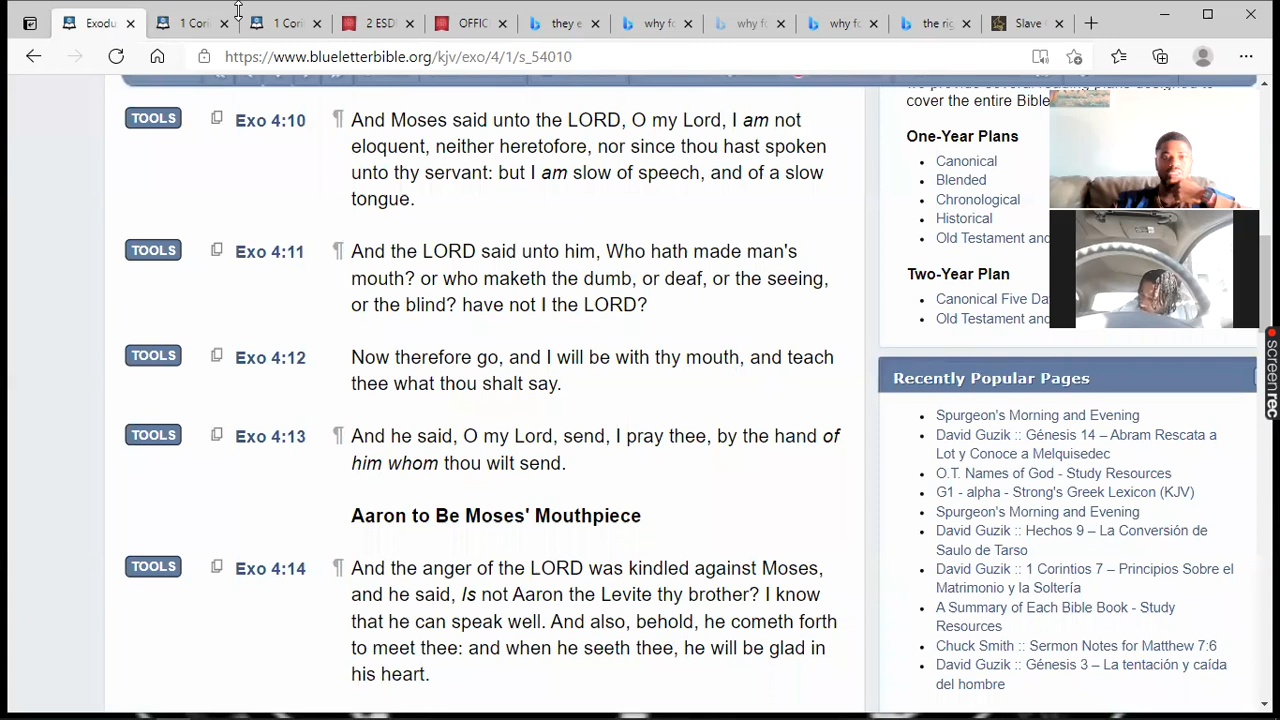 Exodu
1 Cori
1 Cori
2 ESD
OFFIC
they e
why fo
why fo
why fo
the rig
Slave
https://www.blueletterbible.org/kjv/exo/4/1/s_54010
TOOLS Exo 4:10 ¶ And Moses said unto the LORD, O my Lord, I am not
eloquent, neither heretofore, nor since thou hast spoken
unto thy servant: but I am slow of speech, and of a slow
tongue.
TOOLS Exo 4:11 ¶ And the LORD said unto him, Who hath made man's
mouth? or who maketh the dumb, or deaf, or the seeing,
or the blind? have not I the LORD?
TOOLS Exo 4:12 Now therefore go, and I will be with thy mouth, and teach
thee what thou shalt say.
TOOLS Exo 4:13 ¶ And he said, O my Lord, send, I pray thee, by the hand of
him whom thou wilt send.
Aaron to Be Moses' Mouthpiece
TOOLS Exo 4:14 ¶ And the anger of the LORD was kindled against Moses,
and he said, Is not Aaron the Levite thy brother? I know
that he can speak well. And also, behold, he cometh forth
to meet thee: and when he seeth thee, he will be glad in
his heart.
cover the entire Bible
One-Year Plans
Canonical
Blended
Chronological
Historical
Old Testament and
Two-Year Plan
Canonical Five Da
Old Testament and
Recently Popular Pages
Spurgeon's Morning and Evening
David Guzik :: Génesis 14 – Abram Rescata a
Lot y Conoce a Melquisedec
O.T. Names of God - Study Resources
G1 - alpha - Strong's Greek Lexicon (KJV)
Spurgeon's Morning and Evening
David Guzik :: Hechos 9 – La Conversión de
Saulo de Tarso
David Guzik :: 1 Corintios 7 – Principios Sobre el
Matrimonio y la Soltería
A Summary of Each Bible Book - Study
Resources
Chuck Smith :: Sermon Notes for Matthew 7:6
David Guzik :: Génesis 3 – La tentación y caída
del hombre
screenrec